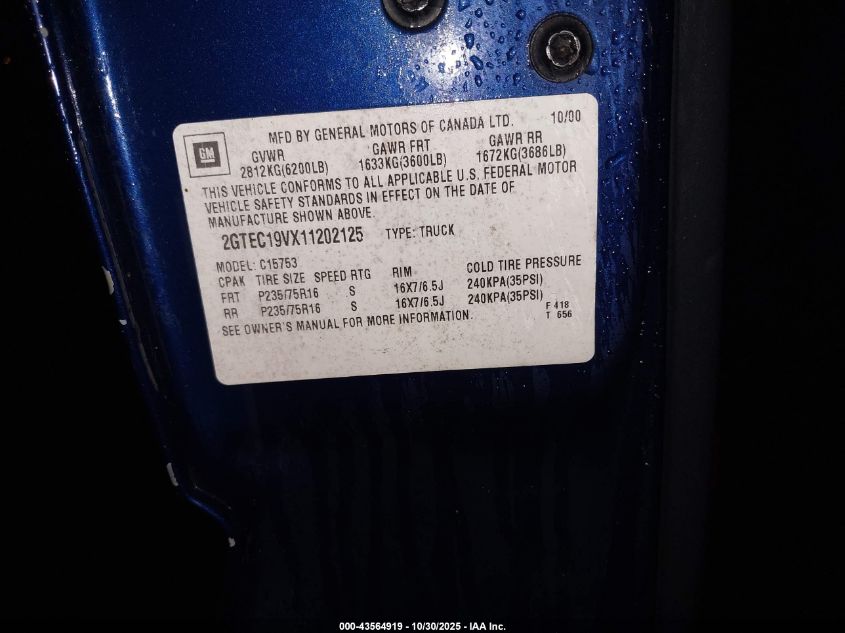 MFD BY GENERAL MOTORS OF CANADA LTD. 10/00
GM
GVWR GAWR FRT GAWR RR
2812KG(6200LB) 1633KG(3600LB) 1672KG(3686LB)
THIS VEHICLE CONFORMS TO ALL APPLICABLE U.S. FEDERAL MOTOR
VEHICLE SAFETY STANDARDS IN EFFECT ON THE DATE OF
MANUFACTURE SHOWN ABOVE.
2GTEC19VX11202125 TYPE: TRUCK
MODEL: C15753
CPAK TIRE SIZE SPEED RTG RIM COLD TIRE PRESSURE
FRT P235/75R16 S 16X7/6.5J 240KPA(35PSI)
RR P235/75R16 S 16X7/6.5J 240KPA(35PSI)
SEE OWNER'S MANUAL FOR MORE INFORMATION.
F 418
T 656
000-43564919 - 10/30/2025 - IAA Inc.